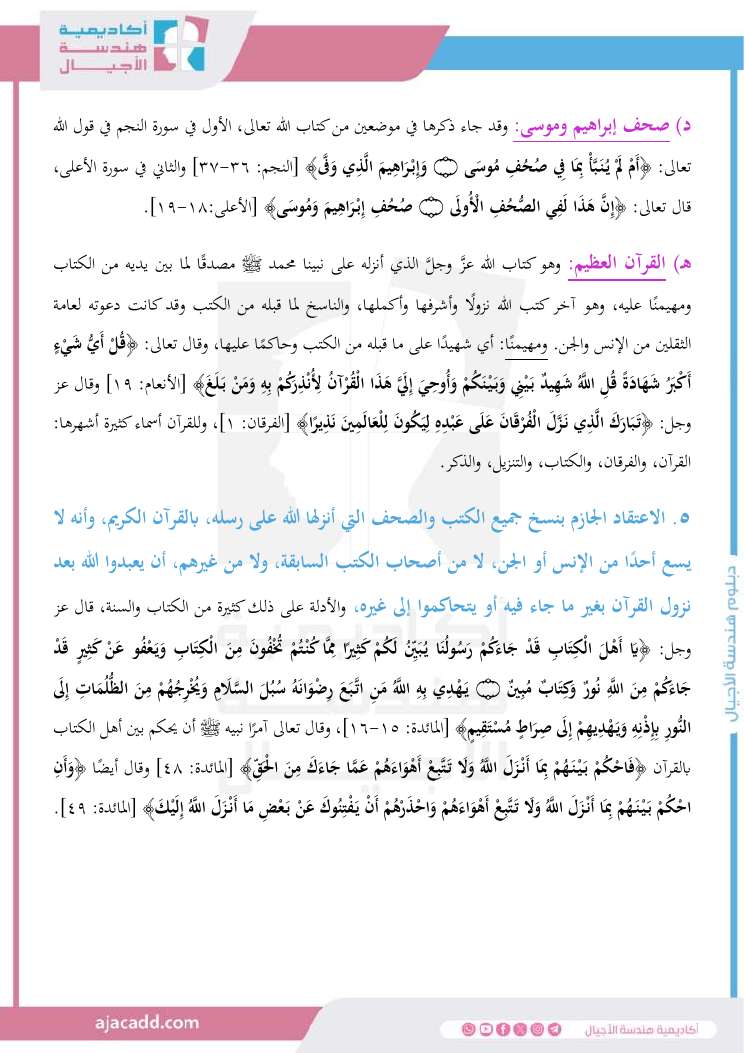 أكاديمية
هندسة
الأجيال
د) صحف إبراهيم وموسى: وقد جاء ذكرها في موضعين من كتاب الله تعالى، الأول في سورة النجم في قول الله
تعالى: ﴿أَمْ لَمْ يُنَبَّأْ بِمَا فِي صُحُفِ مُوسَى ۝ وَإِبْرَاهِيمَ الَّذِي وَفَّى﴾ [النجم: ٣٦-٣٧] والثاني في سورة الأعلى،
قال تعالى: ﴿إِنَّ هَذَا لَفِي الصُّحُفِ الْأُولَى ۝ صُحُفِ إِبْرَاهِيمَ وَمُوسَى﴾ [الأعلى:١٨-١٩].
هـ) القرآن العظيم: وهو كتاب الله عزَّ وجلَّ الذي أنزله على نبينا محمد ﷺ مصدقًا لما بين يديه من الكتاب
ومهيمنًا عليه، وهو آخر كتب الله نزولًا وأشرفها وأكملها، والناسخ لما قبله من الكتب وقد كانت دعوته لعامة
الثقلين من الإنس والجن. ومهيمنًا: أي شهيدًا على ما قبله من الكتب وحاكمًا عليها، وقال تعالى: ﴿قُلْ أَيُّ شَيْءٍ
أَكْبَرُ شَهَادَةً قُلِ اللَّهُ شَهِيدٌ بَيْنِي وَبَيْنَكُمْ وَأُوحِيَ إِلَيَّ هَذَا الْقُرْآنُ لِأُنْذِرَكُمْ بِهِ وَمَنْ بَلَغَ﴾ [الأنعام: ١٩] وقال عز
وجل: ﴿تَبَارَكَ الَّذِي نَزَّلَ الْفُرْقَانَ عَلَى عَبْدِهِ لِيَكُونَ لِلْعَالَمِينَ نَذِيرًا﴾ [الفرقان: ١]، وللقرآن أسماء كثيرة أشهرها:
القرآن، والفرقان، والكتاب، والتنزيل، والذكر.
٥. الاعتقاد الجازم بنسخ جميع الكتب والصحف التي أنزلها الله على رسله، بالقرآن الكريم، وأنه لا
يسع أحدًا من الإنس أو الجن، لا من أصحاب الكتب السابقة، ولا من غيرهم، أن يعبدوا الله بعد
نزول القرآن بغير ما جاء فيه أو يتحاكموا إلى غيره، والأدلة على ذلك كثيرة من الكتاب والسنة، قال عز
وجل: ﴿يَا أَهْلَ الْكِتَابِ قَدْ جَاءَكُمْ رَسُولُنَا يُبَيِّنُ لَكُمْ كَثِيرًا مِمَّا كُنْتُمْ تُخْفُونَ مِنَ الْكِتَابِ وَيَعْفُو عَنْ كَثِيرٍ قَدْ
جَاءَكُمْ مِنَ اللَّهِ نُورٌ وَكِتَابٌ مُبِينٌ ۝ يَهْدِي بِهِ اللَّهُ مَنِ اتَّبَعَ رِضْوَانَهُ سُبُلَ السَّلَامِ وَيُخْرِجُهُمْ مِنَ الظُّلُمَاتِ إِلَى
النُّورِ بِإِذْنِهِ وَيَهْدِيهِمْ إِلَى صِرَاطٍ مُسْتَقِيمٍ﴾ [المائدة: ١٥-١٦]، وقال تعالى آمرًا نبيه ﷺ أن يحكم بين أهل الكتاب
بالقرآن ﴿فَاحْكُمْ بَيْنَهُمْ بِمَا أَنْزَلَ اللَّهُ وَلَا تَتَّبِعْ أَهْوَاءَهُمْ عَمَّا جَاءَكَ مِنَ الْحَقِّ﴾ [المائدة: ٤٨] وقال أيضًا ﴿وَأَنِ
احْكُمْ بَيْنَهُمْ بِمَا أَنْزَلَ اللَّهُ وَلَا تَتَّبِعْ أَهْوَاءَهُمْ وَاحْذَرْهُمْ أَنْ يَفْتِنُوكَ عَنْ بَعْضِ مَا أَنْزَلَ اللَّهُ إِلَيْكَ﴾ [المائدة: ٤٩].
دبلوم هندسة الأجيال
أكاديمية
هندسة
الأجيال
ajacadd.com
أكاديمية هندسة الأجيال